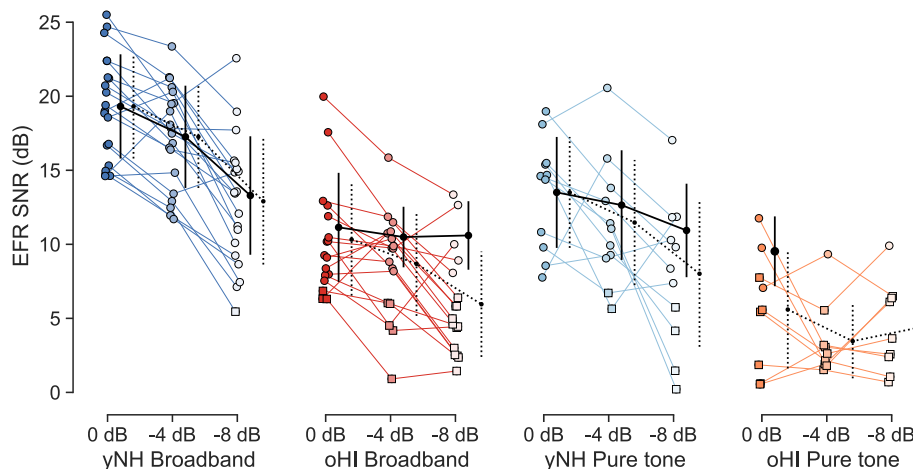 25
20
15
10
5
0
EFR SNR (dB)
0 dB -4 dB -8 dB 0 dB -4 dB -8 dB 0 dB -4 dB -8 dB 0 dB -4 dB -8 dB
yNH Broadband oHI Broadband yNH Pure tone oHI Pure tone